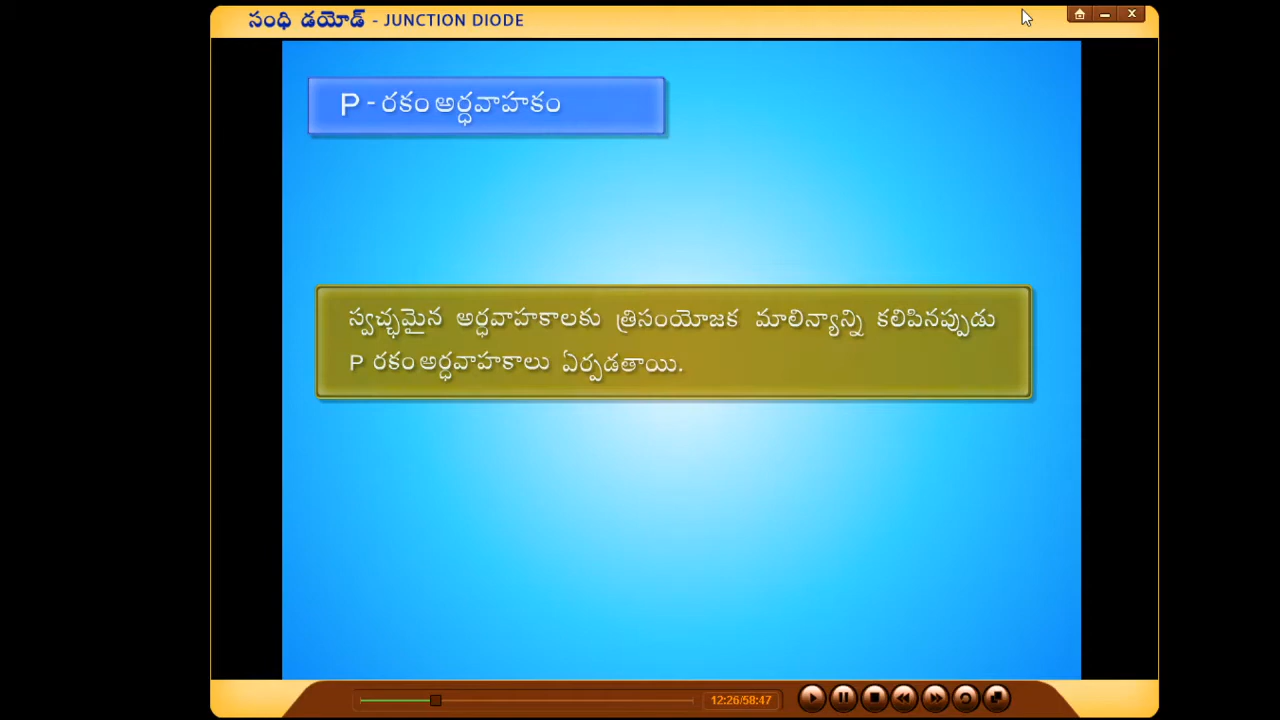 సంధి డయోడ్ - JUNCTION DIODE
P - రకం అర్ధవాహకం
స్వచ్ఛమైన అర్ధవాహకాలకు త్రిసంయోజక మాలిన్యాన్ని కలిపినప్పుడు
P రకం అర్ధవాహకాలు ఏర్పడతాయి.
12:26/58:47